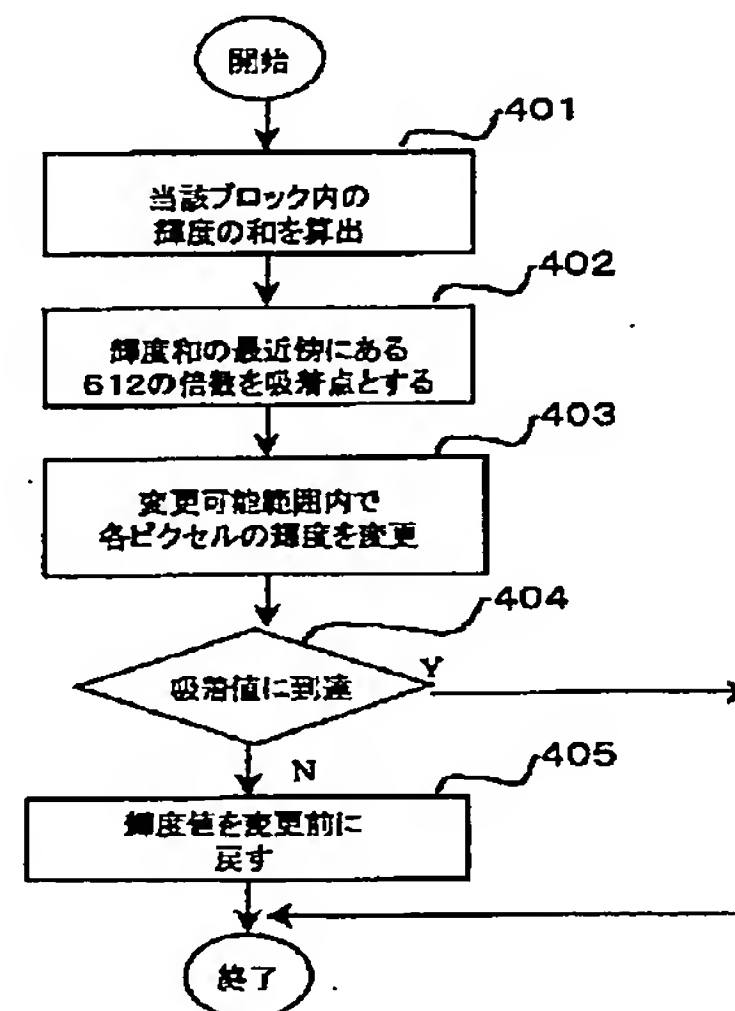 開始
401
当該ブロック内の
輝度の和を算出
402
輝度和の最近傍にある
512の倍数を吸着点とする
403
変更可能範囲内で
各ピクセルの輝度を変更
404
吸着値に到達
Y
N
405
輝度値を変更前に
戻す
終了